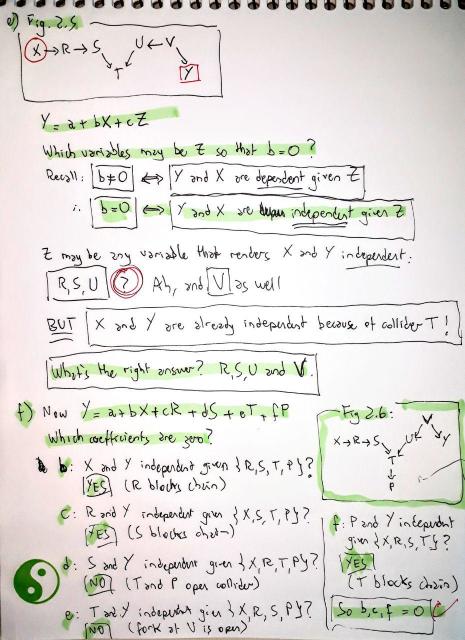 e) Fig. 2.5
X → R → S U ← V
T Y
Y = a + bX + cZ
Which variables may be Z so that b=0?
Recall: b≠0 ⇔ Y and X are dependent given Z
∴ b=0 ⇔ Y and X are independent given Z
Z may be any variable that renders X and Y independent:
R, S, U ? Ah, and V as well
BUT X and Y are already independent because of collider T!
What's the right answer? R, S, U and V.
f) Now Y = a + bX + cR + dS + eT + fP
Which coefficients are zero?
b: X and Y independent given {R, S, T, P}?
YES (R blocks chain)
c: R and Y independent given {X, S, T, P}?
YES (S blocks chain)
d: S and Y independent given {X, R, T, P}?
NO (T and P open collider)
e: T and Y independent given {X, R, S, P}?
NO (fork at V is open)
Fig 2.6:
V
X → R → S U Y
T
P
f: P and Y independent
given {X, R, S, T}?
YES
(T blocks chain)
So b, c, f = 0